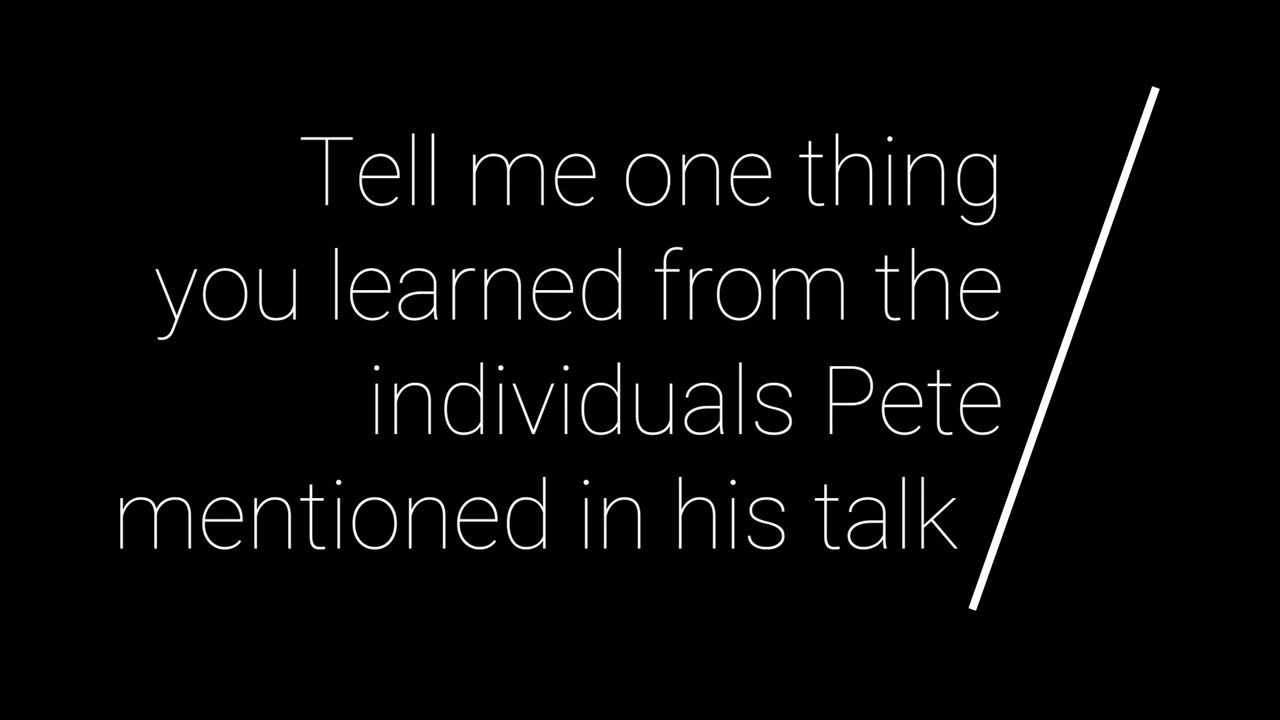 Tell me one thing
you learned from the
individuals Pete
mentioned in his talk